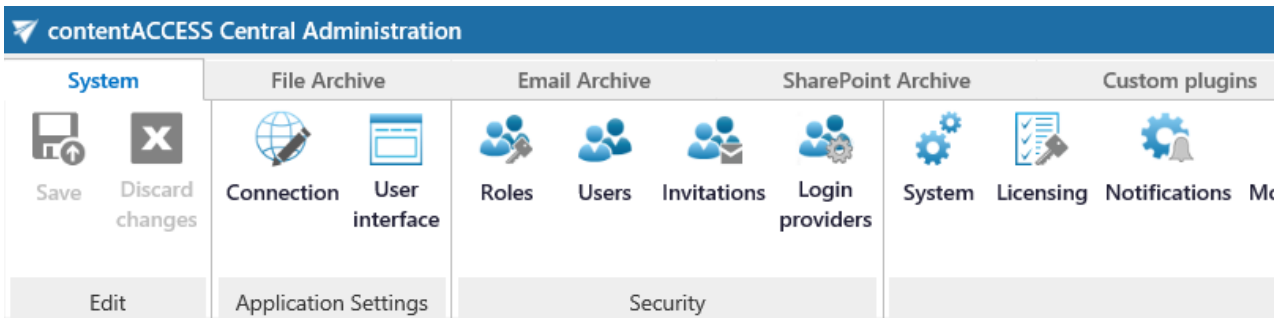 contentACCESS Central Administration
System File Archive Email Archive SharePoint Archive Custom plugins
Save Discard changes Connection User interface Roles Users Invitations Login providers System Licensing Notifications
Edit Application Settings Security